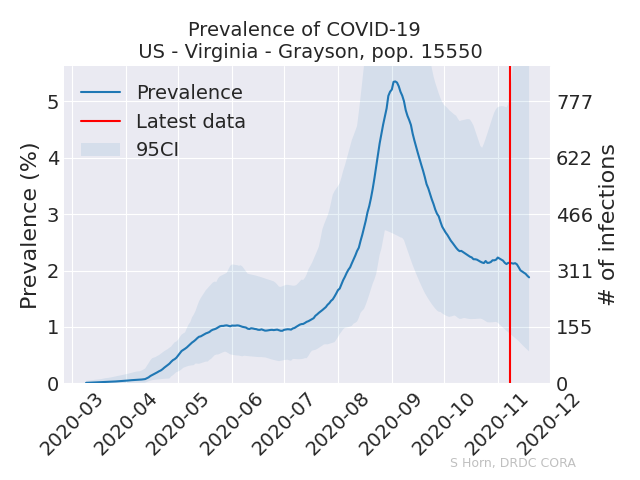 Prevalence of COVID-19
US - Virginia - Grayson, pop. 15550
Prevalence
Latest data
95CI
Prevalence (%)
5
4
3
2
1
0
777
622
466
311
155
0
# of infections
2020-03
2020-04
2020-05
2020-06
2020-07
2020-08
2020-09
2020-10
2020-11
2020-12
S Horn, DRDC CORA